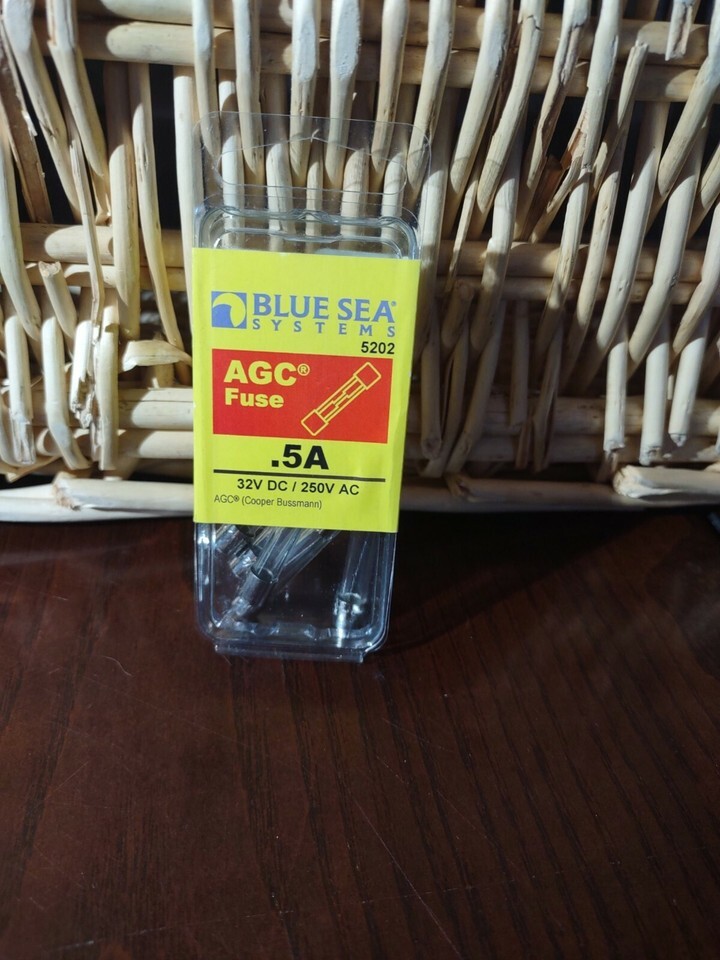 BLUE SEA®
SYSTEMS
5202
AGC®
Fuse
.5A
32V DC / 250V AC
AGC® (Cooper Bussmann)